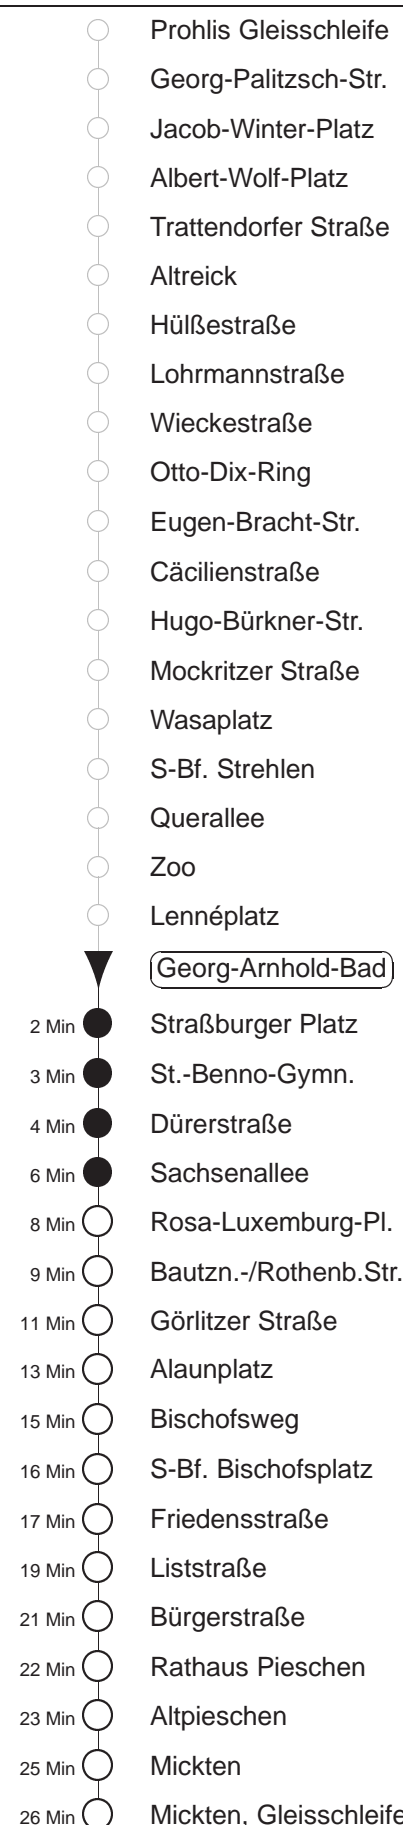 Prohlis Gleisschleife
Georg-Palitzsch-Str.
Jacob-Winter-Platz
Albert-Wolf-Platz
Trattendorfer Straße
Altreick
Hülßestraße
Lohrmannstraße
Wieckestraße
Otto-Dix-Ring
Eugen-Bracht-Str.
Cäcilienstraße
Hugo-Bürkner-Str.
Mockritzer Straße
Wasaplatz
S-Bf. Strehlen
Querallee
Zoo
Lennéplatz
Georg-Arnhold-Bad
2 Min Straßburger Platz
3 Min St.-Benno-Gymn.
4 Min Dürerstraße
6 Min Sachsenallee
8 Min Rosa-Luxemburg-Pl.
9 Min Bautzn.-/Rothenb.Str.
11 Min Görlitzer Straße
13 Min Alaunplatz
15 Min Bischofsweg
16 Min S-Bf. Bischofsplatz
17 Min Friedensstraße
19 Min Liststraße
21 Min Bürgerstraße
22 Min Rathaus Pieschen
23 Min Altpieschen
25 Min Mickten
26 Min Mickten, Gleisschleife